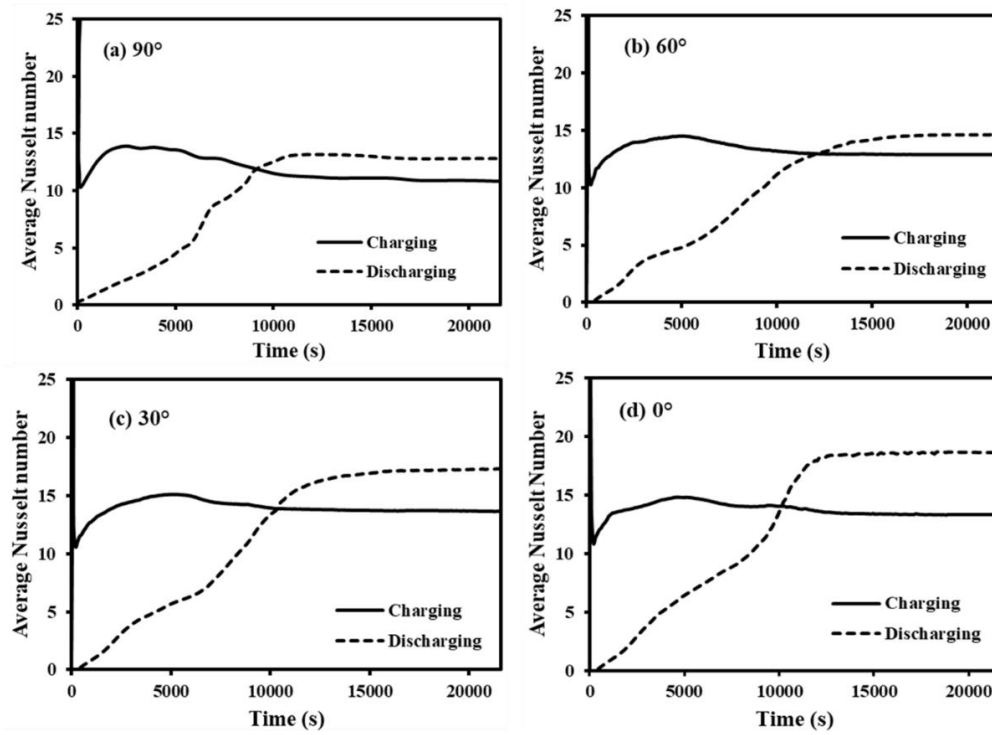 (a) 90°
Average Nusselt number
25
20
15
10
5
0
Charging
Discharging
0 5000 10000 15000 20000
Time (s)
(b) 60°
Average Nusselt number
25
20
15
10
5
0
Charging
Discharging
0 5000 10000 15000 20000
Time (s)
(c) 30°
Average Nusselt Number
25
20
15
10
5
0
Charging
Discharging
0 5000 10000 15000 20000
Time (s)
(d) 0°
Average Nusselt Number
25
20
15
10
5
0
Charging
Discharging
0 5000 10000 15000 20000
Time (s)